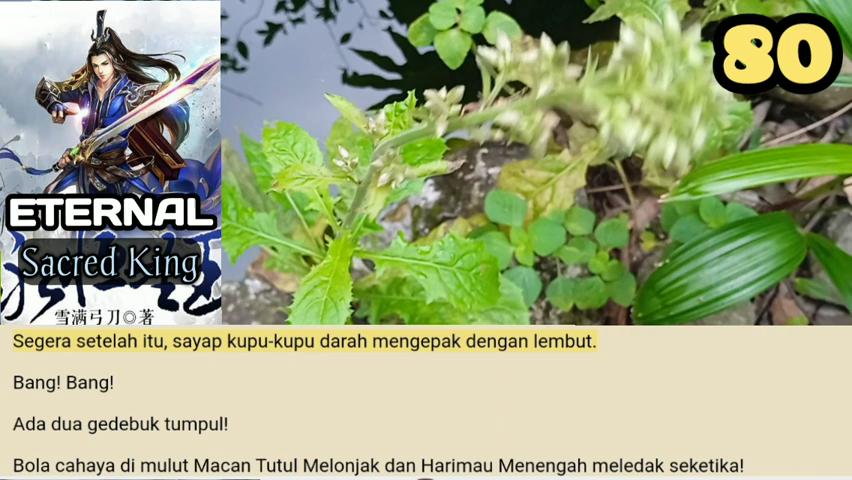 80
ETERNAL
Sacred King
雪满弓刀◎著
Segera setelah itu, sayap kupu-kupu darah mengepak dengan lembut.
Bang! Bang!
Ada dua gedebuk tumpul!
Bola cahaya di mulut Macan Tutul Melonjak dan Harimau Menengah meledak seketika!